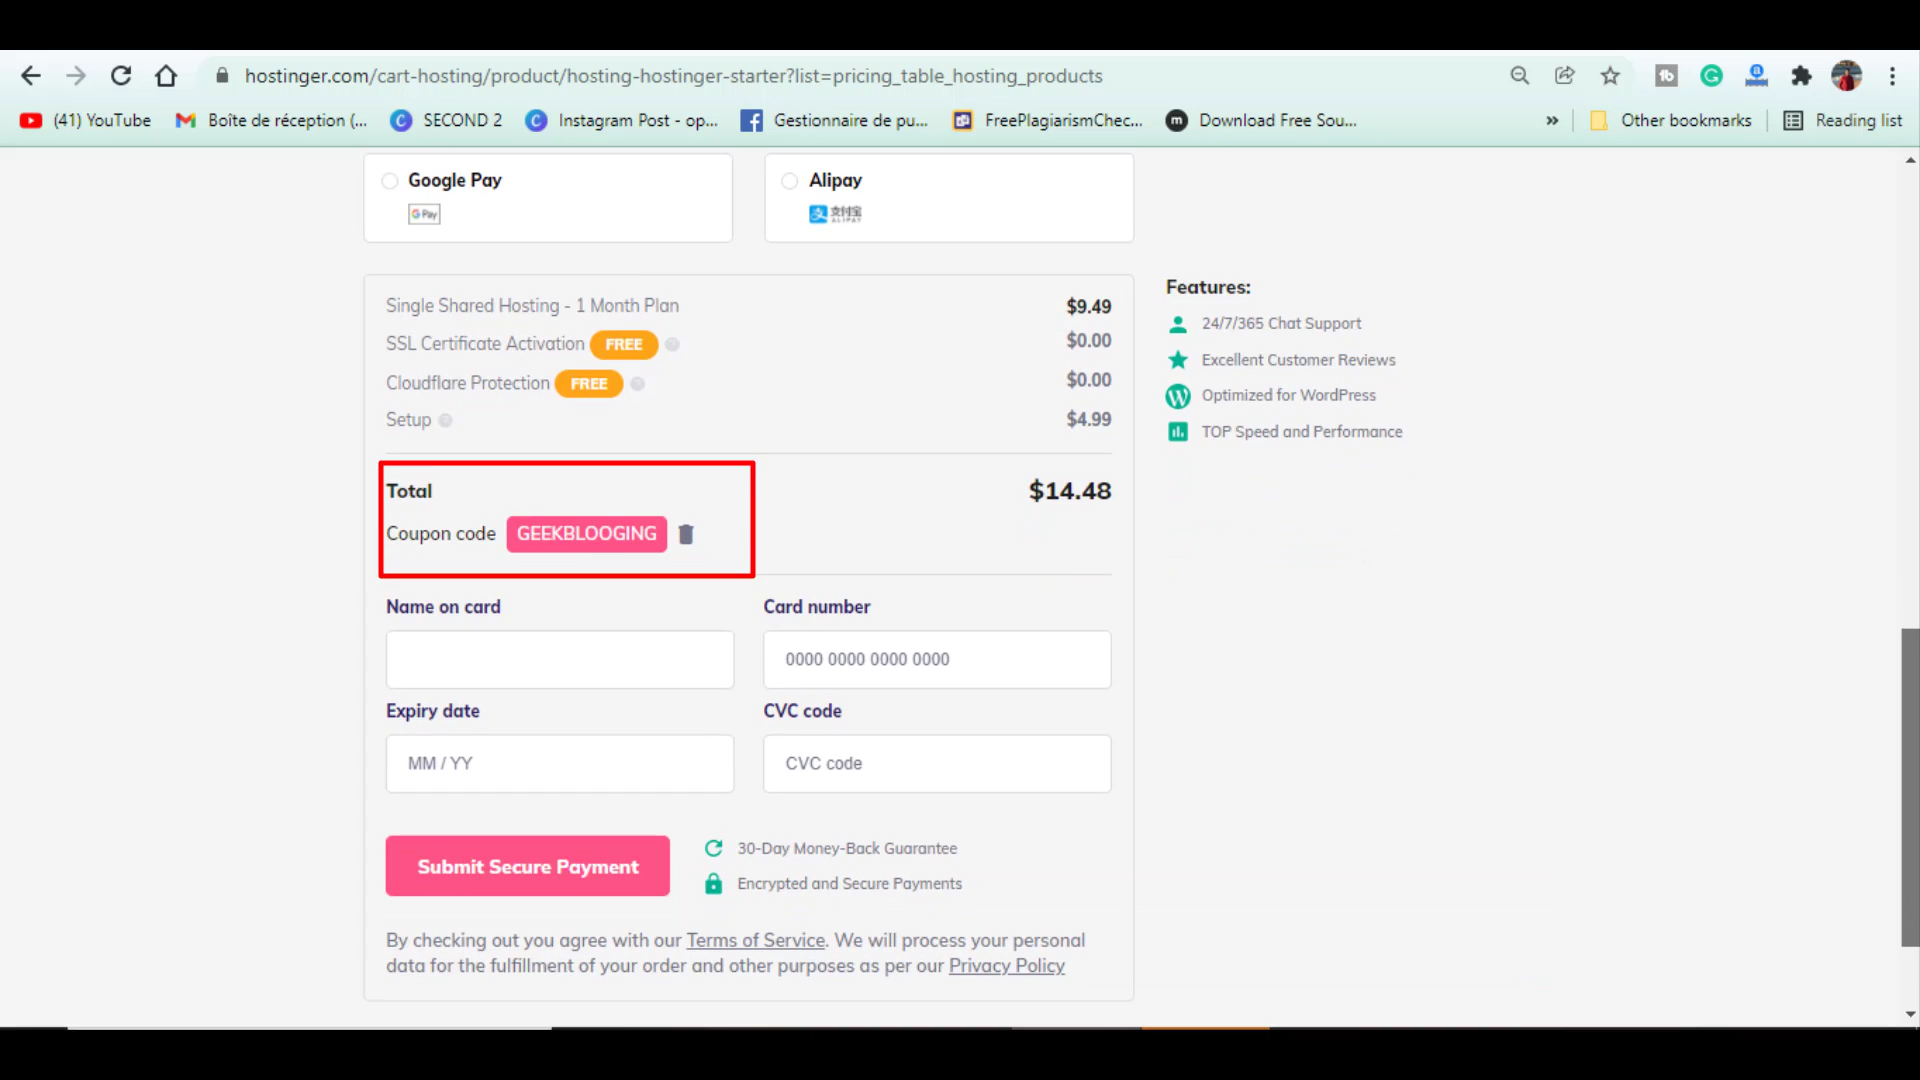 hostinger.com/cart-hosting/product/hosting-hostinger-starter?list=pricing_table_hosting_products
(41) YouTube
Boîte de réception (...
SECOND 2
Instagram Post - op...
Gestionnaire de pu...
FreePlagiarismChec...
Download Free Sou...
»
Other bookmarks
Reading list
Google Pay
Alipay
G Pay
支付宝
ALIPAY
Features:
Single Shared Hosting - 1 Month Plan $9.49
24/7/365 Chat Support
SSL Certificate Activation FREE $0.00
Excellent Customer Reviews
Cloudflare Protection FREE $0.00
Optimized for WordPress
Setup $4.99
TOP Speed and Performance
Total $14.48
Coupon code GEEKBLOOGING
Name on card
Card number
0000 0000 0000 0000
Expiry date
CVC code
MM / YY
CVC code
Submit Secure Payment
30-Day Money-Back Guarantee
Encrypted and Secure Payments
By checking out you agree with our Terms of Service. We will process your personal
data for the fulfillment of your order and other purposes as per our Privacy Policy